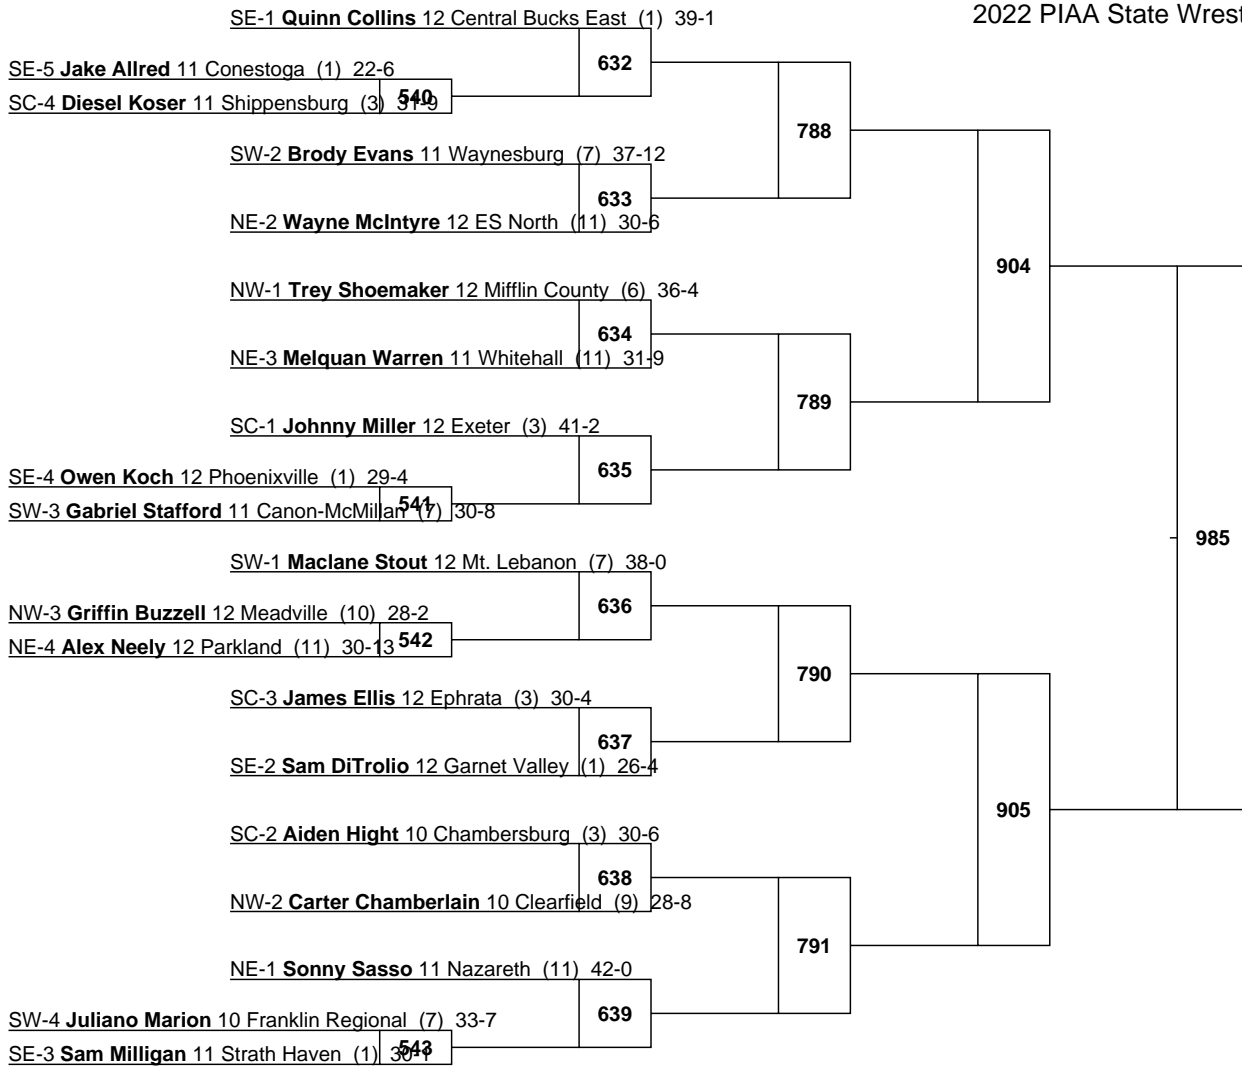 SE-1 Quinn Collins 12 Central Bucks East (1) 39-1
2022 PIAA State Wrest
632
SE-5 Jake Allred 11 Conestoga (1) 22-6
540
SC-4 Diesel Koser 11 Shippensburg (3) 31-9
788
SW-2 Brody Evans 11 Waynesburg (7) 37-12
633
NE-2 Wayne McIntyre 12 ES North (11) 30-6
904
NW-1 Trey Shoemaker 12 Mifflin County (6) 36-4
634
NE-3 Melquan Warren 11 Whitehall (11) 31-9
789
SC-1 Johnny Miller 12 Exeter (3) 41-2
635
SE-4 Owen Koch 12 Phoenixville (1) 29-4
541
SW-3 Gabriel Stafford 11 Canon-McMillan (7) 30-8
985
SW-1 Maclane Stout 12 Mt. Lebanon (7) 38-0
636
NW-3 Griffin Buzzell 12 Meadville (10) 28-2
542
NE-4 Alex Neely 12 Parkland (11) 30-13
790
SC-3 James Ellis 12 Ephrata (3) 30-4
637
SE-2 Sam DiTrolio 12 Garnet Valley (1) 26-4
905
SC-2 Aiden Hight 10 Chambersburg (3) 30-6
638
NW-2 Carter Chamberlain 10 Clearfield (9) 28-8
791
NE-1 Sonny Sasso 11 Nazareth (11) 42-0
639
SW-4 Juliano Marion 10 Franklin Regional (7) 33-7
543
SE-3 Sam Milligan 11 Strath Haven (1) 30-1